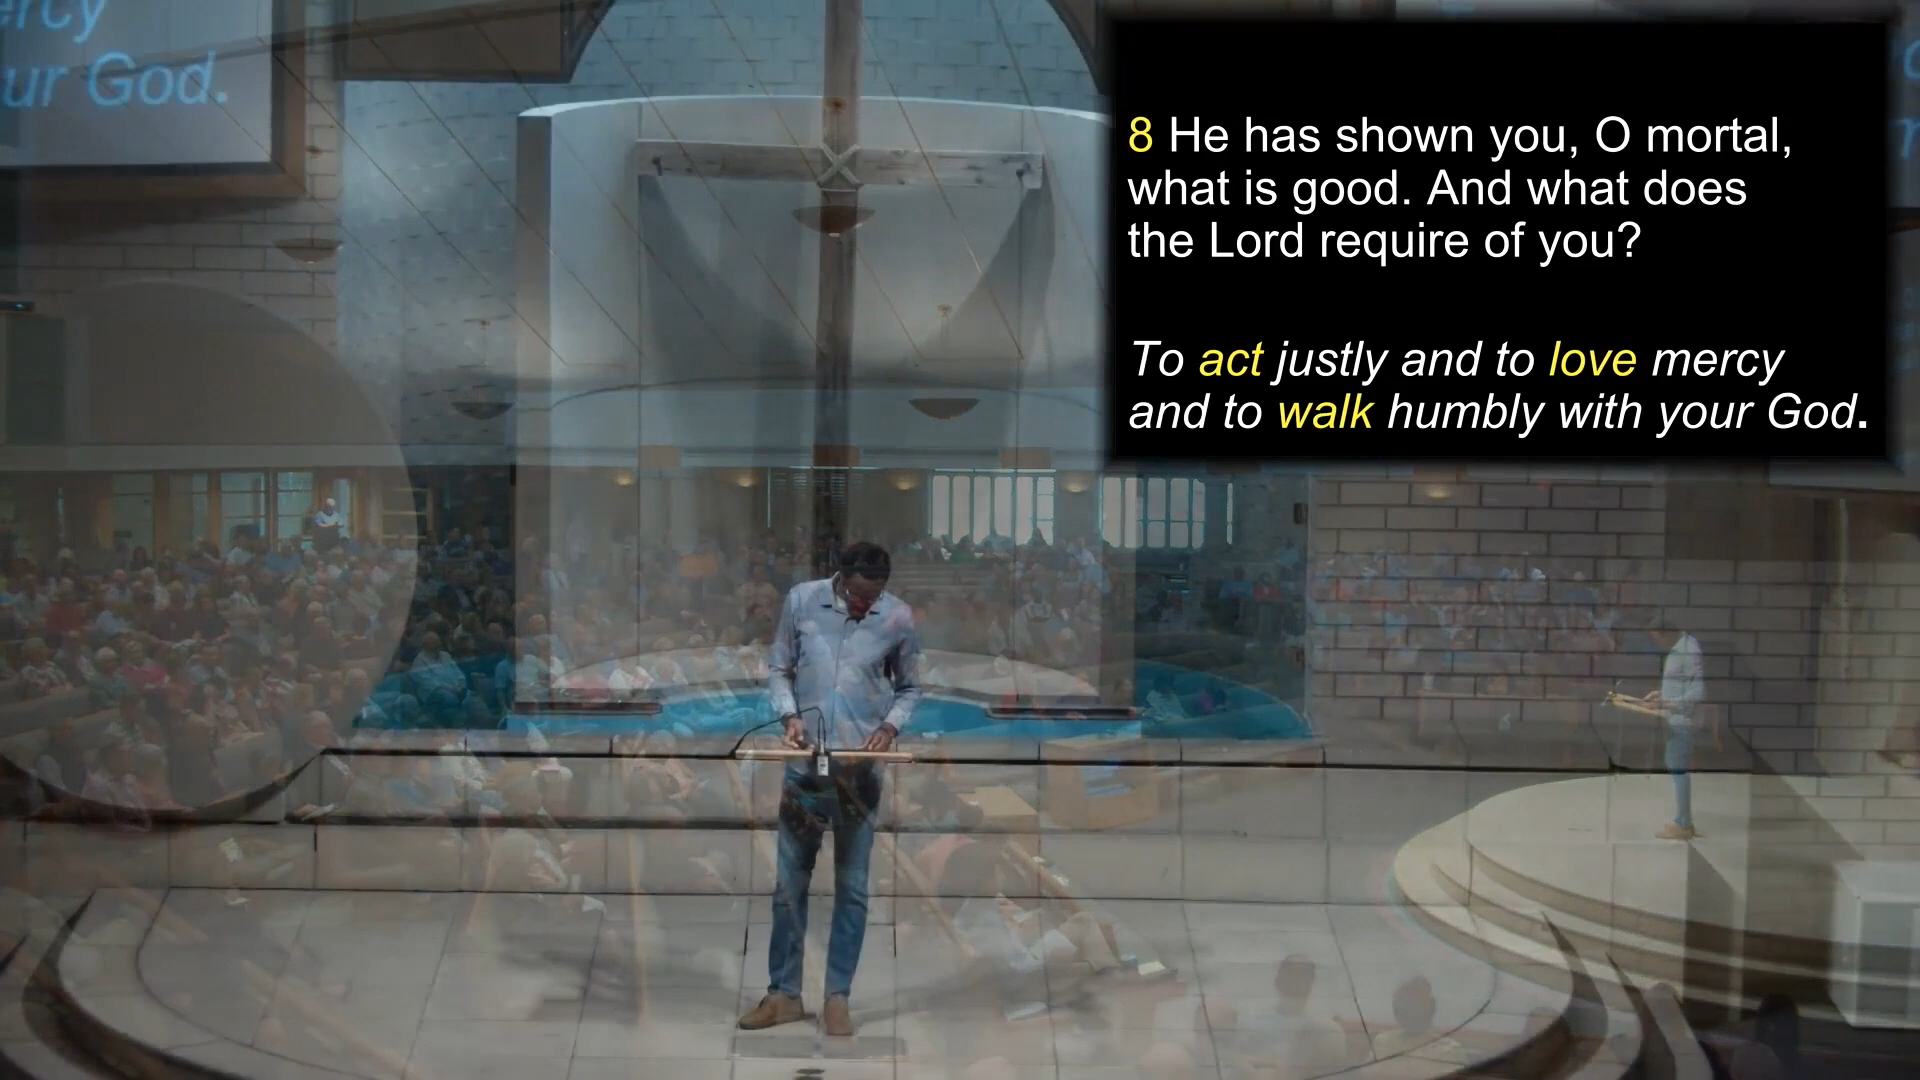 ercy
ur God.
8 He has shown you, O mortal,
what is good. And what does
the Lord require of you?
To act justly and to love mercy
and to walk humbly with your God.